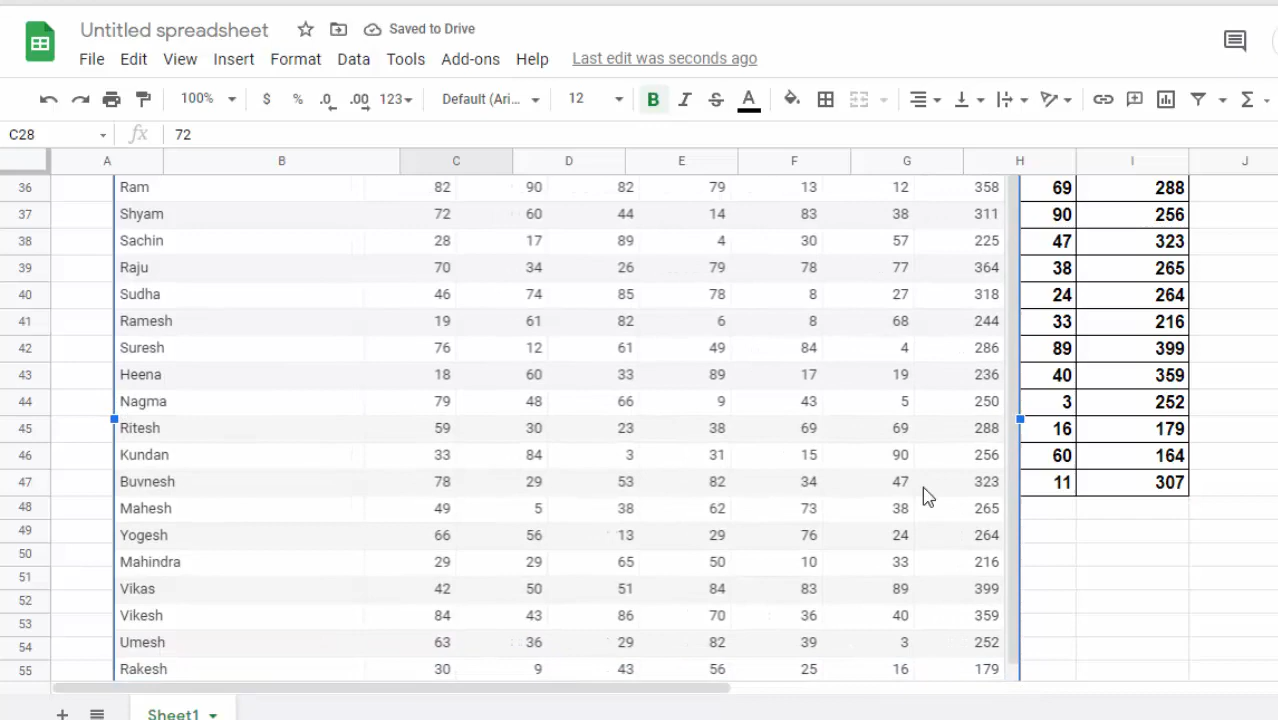 Untitled spreadsheet Saved to Drive
File Edit View Insert Format Data Tools Add-ons Help Last edit was seconds ago
100% $ % .0 .00 123 Default (Ari... 12 B I S A Σ
C28 fx 72
A B C D E F G H I J
36 Ram 82 90 82 79 13 12 358 69 288
37 Shyam 72 60 44 14 83 38 311 90 256
38 Sachin 28 17 89 4 30 57 225 47 323
39 Raju 70 34 26 79 78 77 364 38 265
40 Sudha 46 74 85 78 8 27 318 24 264
41 Ramesh 19 61 82 6 8 68 244 33 216
42 Suresh 76 12 61 49 84 4 286 89 399
43 Heena 18 60 33 89 17 19 236 40 359
44 Nagma 79 48 66 9 43 5 250 3 252
45 Ritesh 59 30 23 38 69 69 288 16 179
46 Kundan 33 84 3 31 15 90 256 60 164
47 Buvnesh 78 29 53 82 34 47 323 11 307
48 Mahesh 49 5 38 62 73 38 265
49 Yogesh 66 56 13 29 76 24 264
50 Mahindra 29 29 65 50 10 33 216
51
52 Vikas 42 50 51 84 83 89 399
53 Vikesh 84 43 86 70 36 40 359
54 Umesh 63 36 29 82 39 3 252
55 Rakesh 30 9 43 56 25 16 179
+ Sheet1